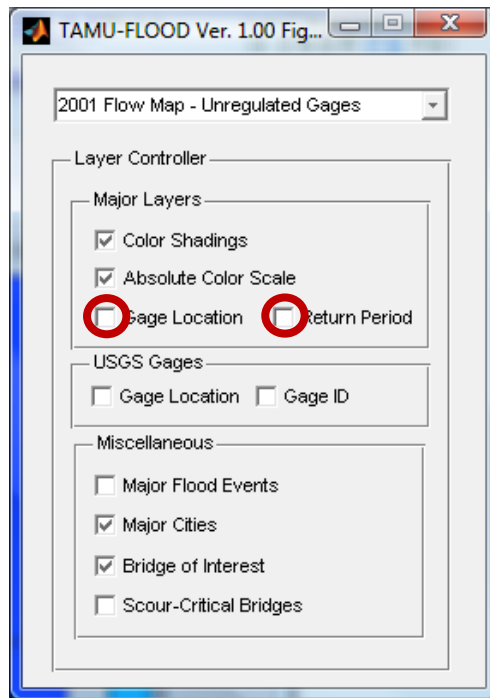 TAMU-FLOOD Ver. 1.00 Fig...
2001 Flow Map - Unregulated Gages
Layer Controller
Major Layers
Color Shadings
Absolute Color Scale
Gage Location Return Period
USGS Gages
Gage Location Gage ID
Miscellaneous
Major Flood Events
Major Cities
Bridge of Interest
Scour-Critical Bridges